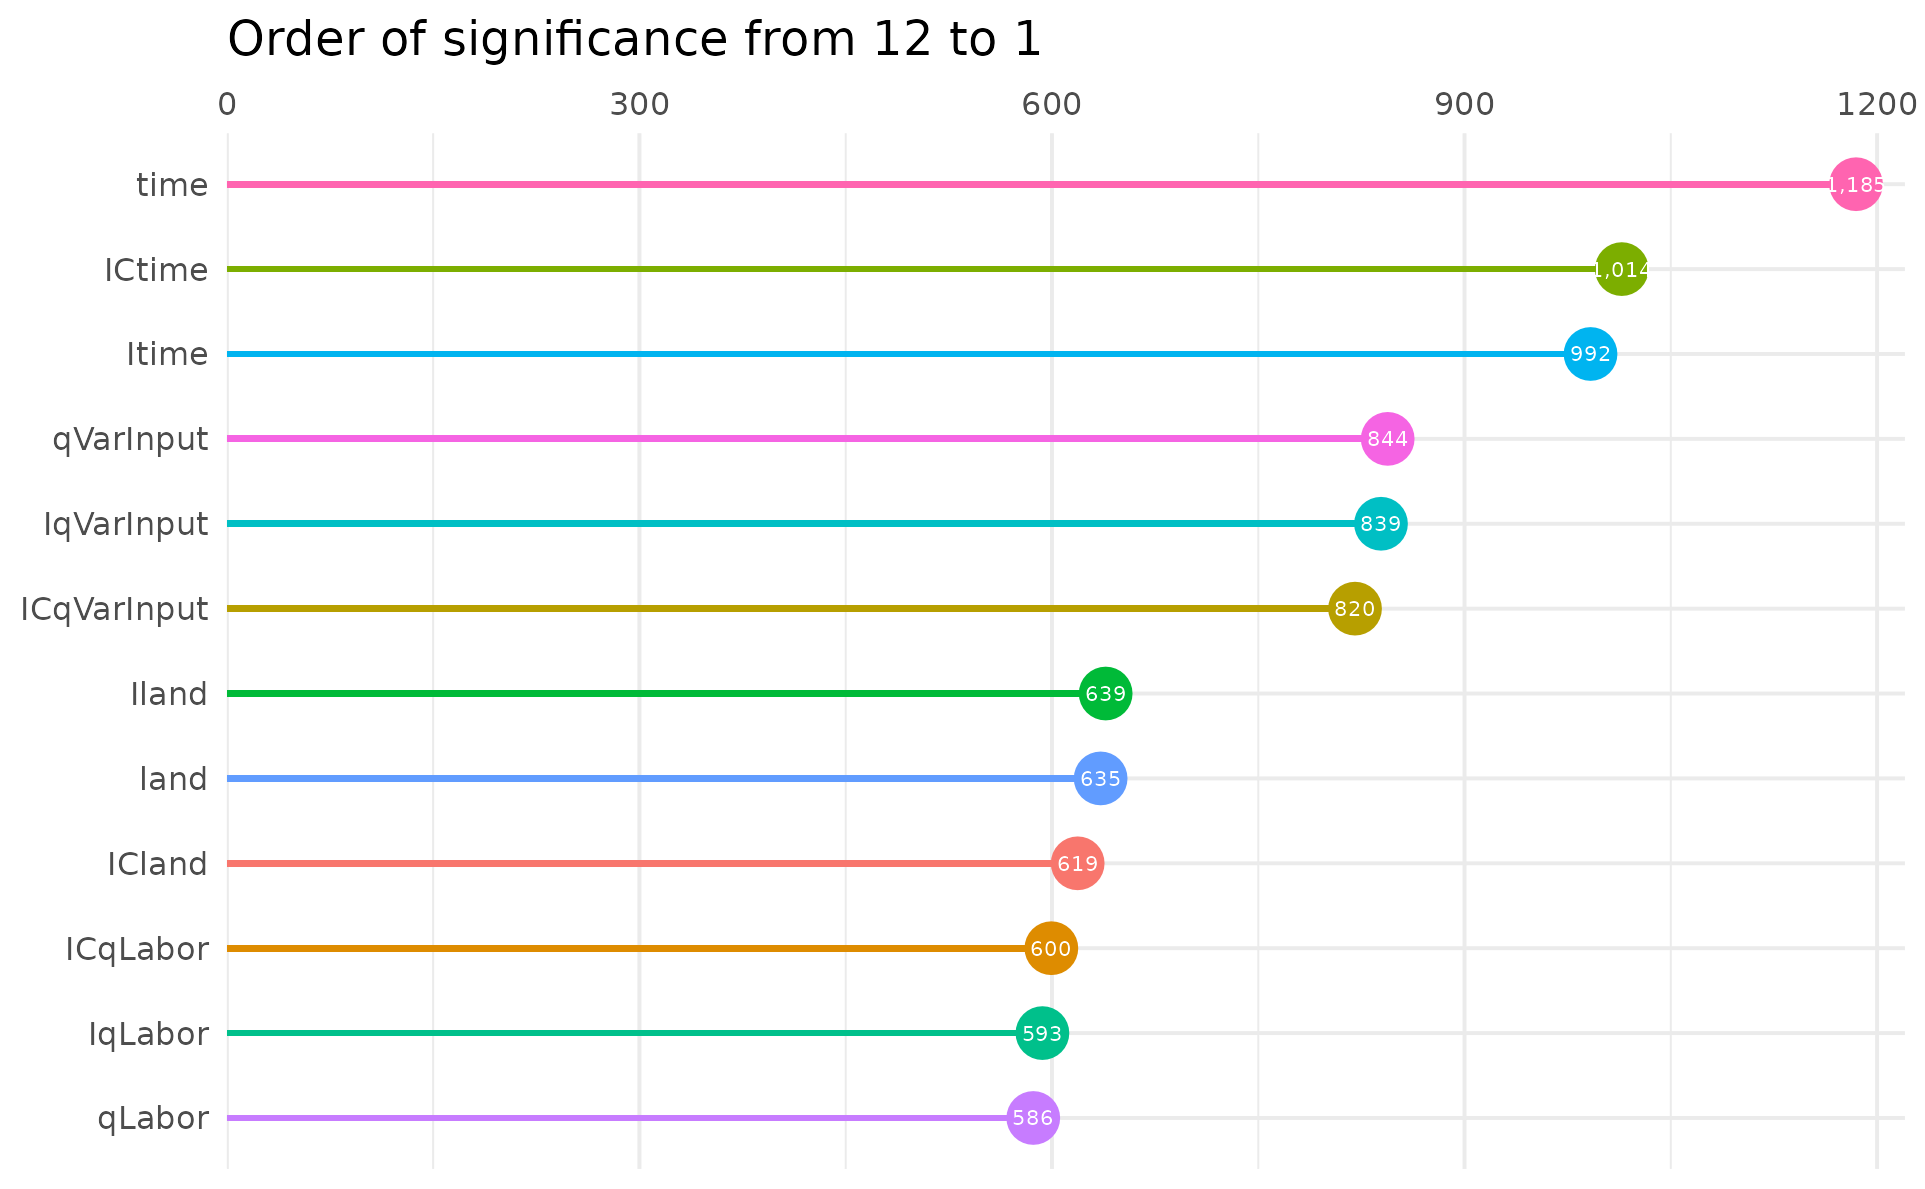 Order of significance from 12 to 1
0 300 600 900 1200
time 1,185
ICtime 1,014
Itime 992
qVarInput 844
IqVarInput 839
ICqVarInput 820
Iland 639
land 635
ICland 619
ICqLabor 600
IqLabor 593
qLabor 586